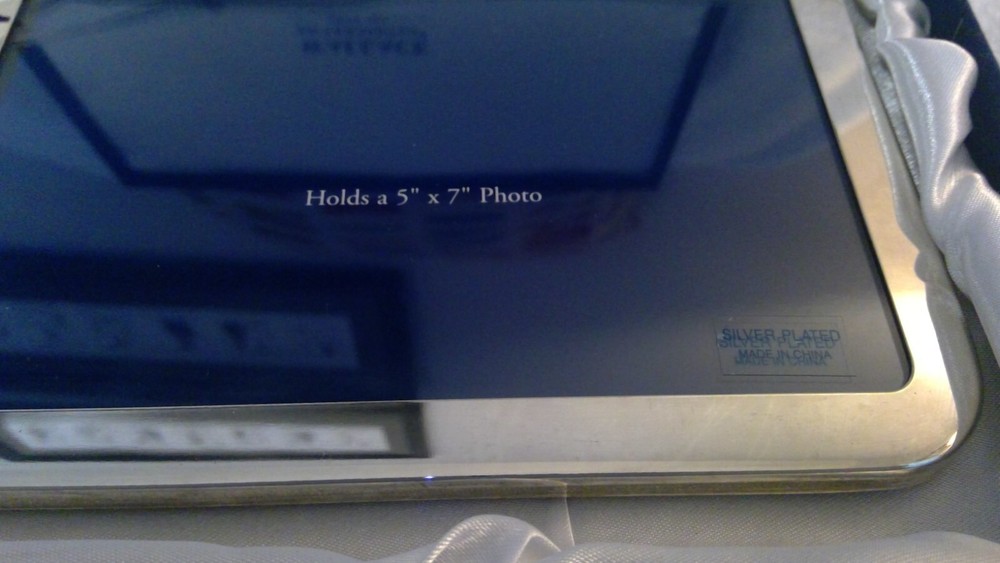 Holds a 5" x 7" Photo
SILVER PLATED
MADE IN CHINA